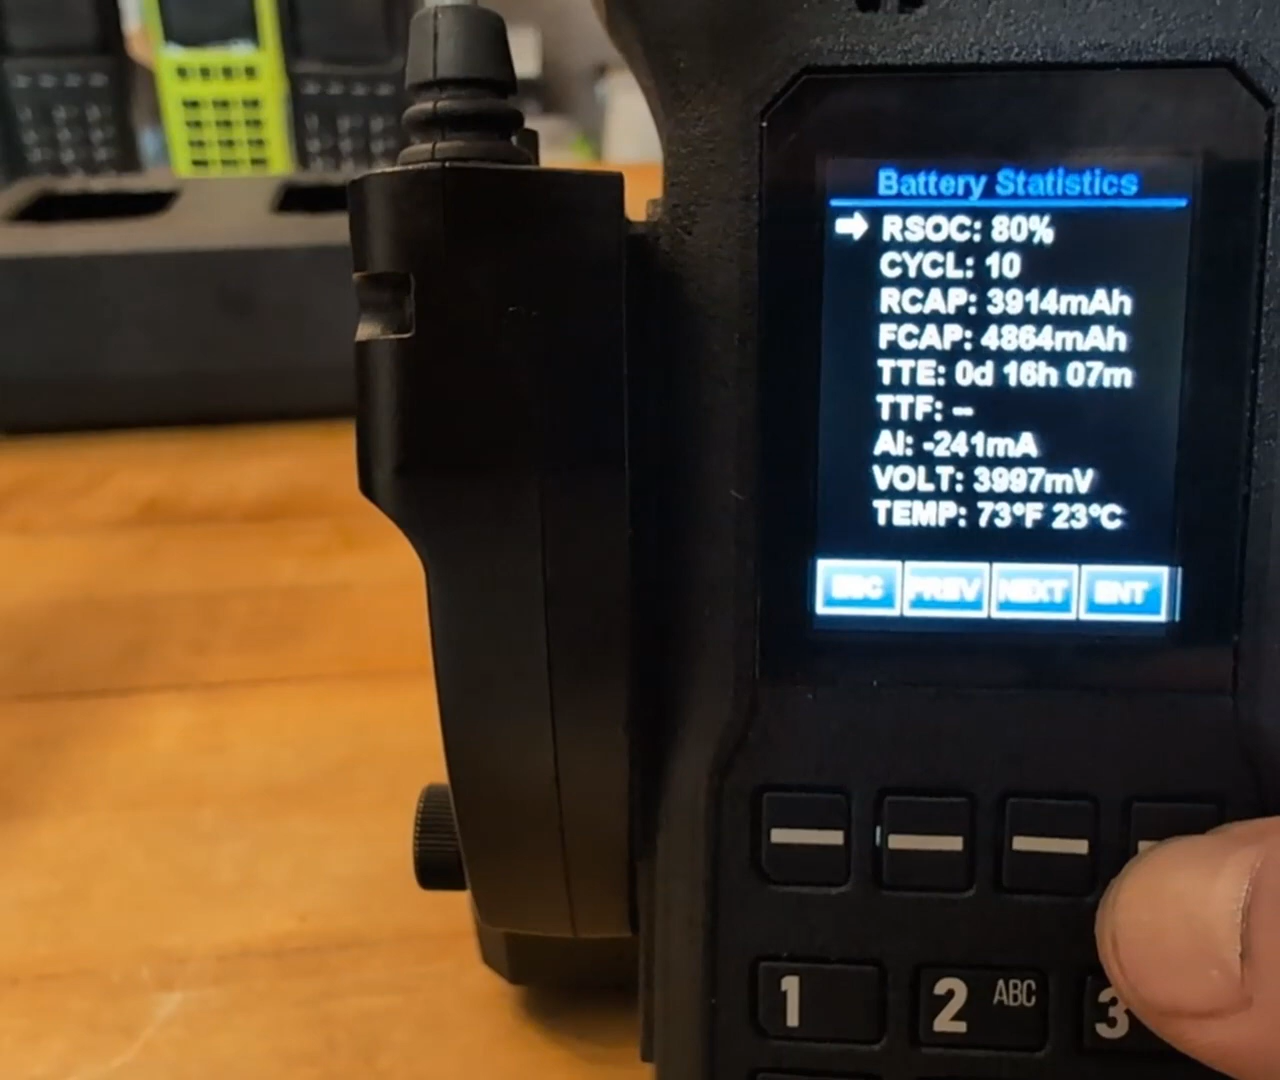 Battery Statistics
RSOC: 80%
CYCL: 10
RCAP: 3914mAh
FCAP: 4864mAh
TTE: 0d 16h 07m
TTF: --
AI: -241mA
VOLT: 3997mV
TEMP: 73°F 23°C
ESC PREV NEXT ENT
1 2 ABC 3